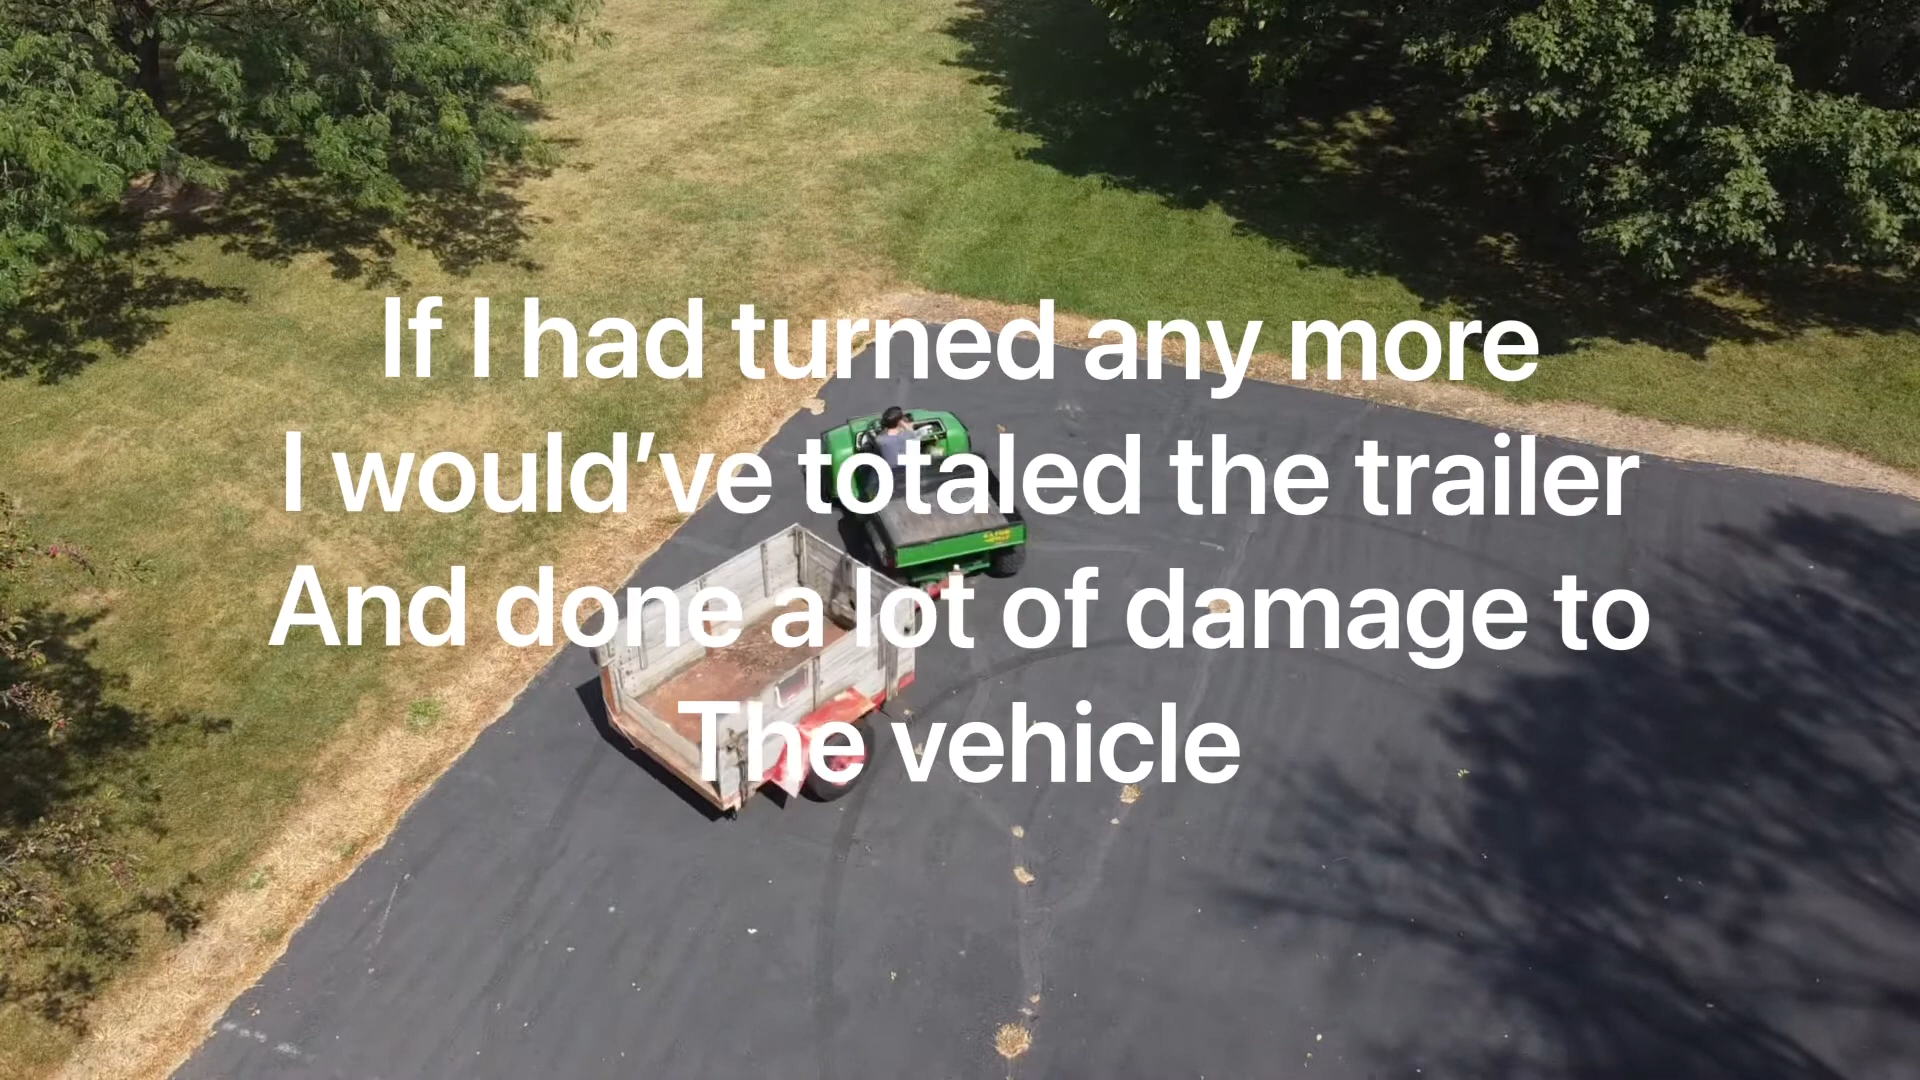 If I had turned any more
I would’ve totaled the trailer
And done a lot of damage to
The vehicle